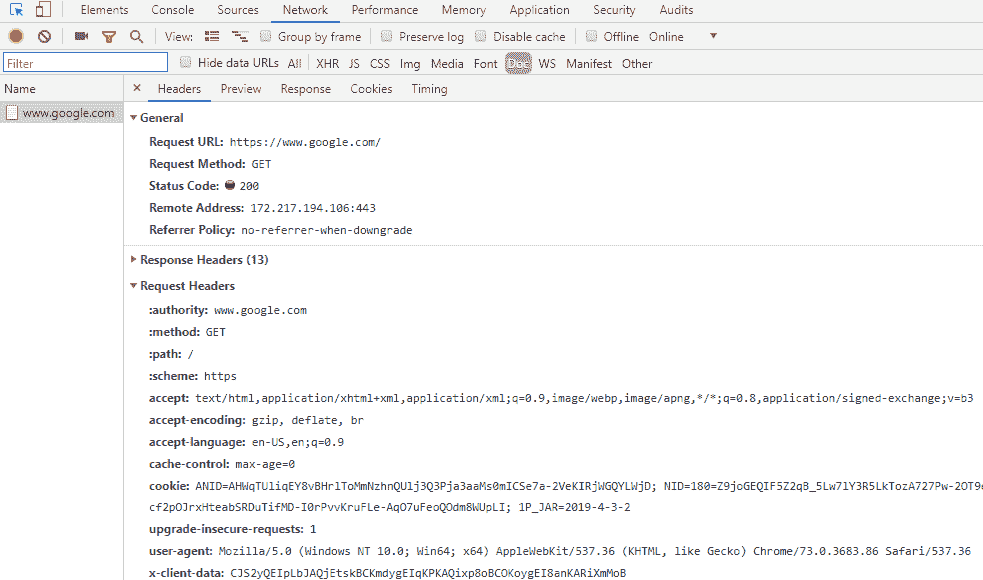 Elements Console Sources Network Performance Memory Application Security Audits
View: Group by frame Preserve log Disable cache Offline Online
Filter Hide data URLs All XHR JS CSS Img Media Font Doc WS Manifest Other
Name × Headers Preview Response Cookies Timing
www.google.com
General
Request URL: https://www.google.com/
Request Method: GET
Status Code: 200
Remote Address: 172.217.194.106:443
Referrer Policy: no-referrer-when-downgrade
Response Headers (13)
Request Headers
:authority: www.google.com
:method: GET
:path: /
:scheme: https
accept: text/html,application/xhtml+xml,application/xml;q=0.9,image/webp,image/apng,*/*;q=0.8,application/signed-exchange;v=b3
accept-encoding: gzip, deflate, br
accept-language: en-US,en;q=0.9
cache-control: max-age=0
cookie: ANID=AHWqTUliqEY8vBHrlToMmNzhnQUlj3Q3Pja3aaMs0mICSe7a-2VeKIRjWGQYLWjD; NID=180=Z9joGEQIF5Z2qB_5Lw7lY3R5LkTozA727Pw-2OT9
cf2pOJrxHteabSRDuTifMD-I0rPvvKruFLe-AqO7uFeoQOdm8WUpLI; 1P_JAR=2019-4-3-2
upgrade-insecure-requests: 1
user-agent: Mozilla/5.0 (Windows NT 10.0; Win64; x64) AppleWebKit/537.36 (KHTML, like Gecko) Chrome/73.0.3683.86 Safari/537.36
x-client-data: CJS2yQEIpLbJAQjEtskBCKmdygEIqKPKAQixp8oBCOKoygEI8anKARiXmMoB